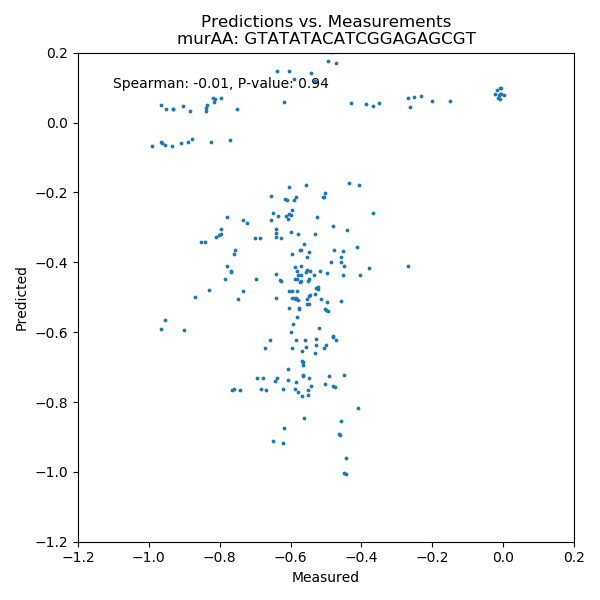 Predictions vs. Measurements
murAA: GTATATACATCGGAGAGCGT
Spearman: -0.01, P-value: 0.94
0.2
0.0
−0.2
−0.4
−0.6
−0.8
−1.0
−1.2
Predicted
−1.2 −1.0 −0.8 −0.6 −0.4 −0.2 0.0 0.2
Measured